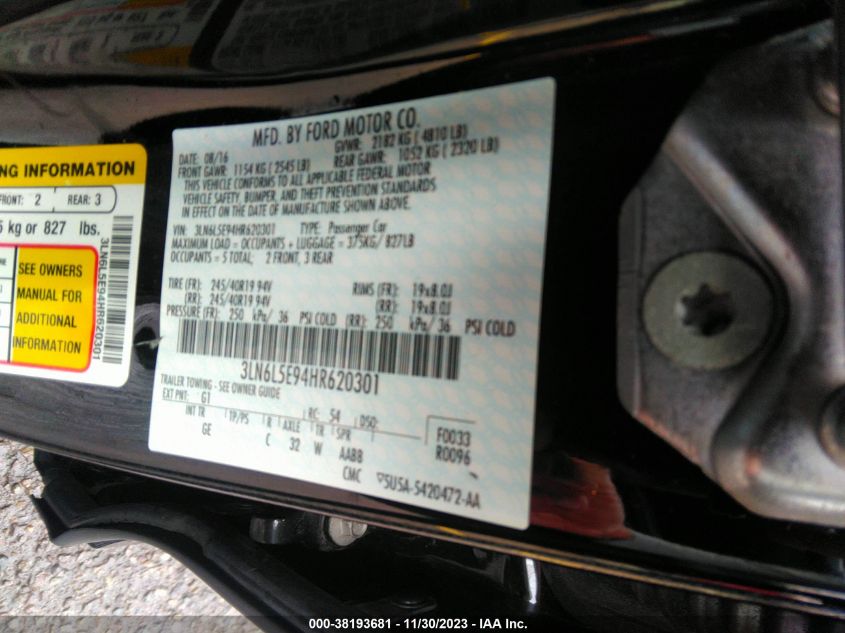 NG INFORMATION
FRONT: 2 REAR: 3
5 kg or 827 lbs.
SEE OWNERS
MANUAL FOR
ADDITIONAL
INFORMATION
3LN6L5E94HR620301
MFD. BY FORD MOTOR CO.
DATE: 08/16 GVWR: 2182 KG ( 4810 LB)
FRONT GAWR: 1154 KG ( 2545 LB) REAR GAWR: 1052 KG ( 2320 LB)
THIS VEHICLE CONFORMS TO ALL APPLICABLE FEDERAL MOTOR
VEHICLE SAFETY, BUMPER, AND THEFT PREVENTION STANDARDS
IN EFFECT ON THE DATE OF MANUFACTURE SHOWN ABOVE.
VIN: 3LN6L5E94HR620301 TYPE: Passenger Car
MAXIMUM LOAD = OCCUPANTS + LUGGAGE = 375KG/ 827LB
OCCUPANTS = 5 TOTAL: 2 FRONT, 3 REAR
TIRE (FR): 245/40R19 94V RIMS (FR): 19x8.0J
(RR): 245/40R19 94V (RR): 19x8.0J
PRESSURE (FR): 250 kPa/ 36 PSI COLD (RR): 250 kPa/ 36 PSI COLD
3LN6L5E94HR620301
TRAILER TOWING - SEE OWNER GUIDE
EXT PNT: G1 RC: 54 DSO:
INT TR TP/PS R AXLE TR SPR F0033
GE C 32 W AABB R0096
CMC 5U5A-5420472-AA
000-38193681 - 11/30/2023 - IAA Inc.